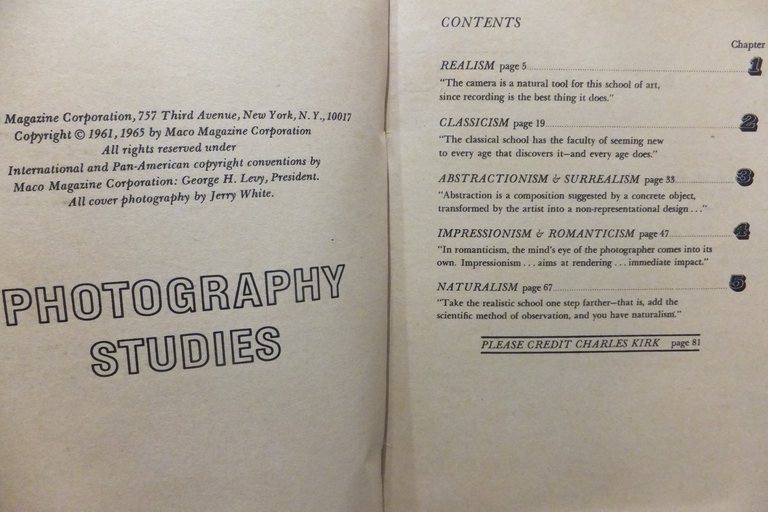 Magazine Corporation, 757 Third Avenue, New York, N. Y., 10017
Copyright © 1961, 1965 by Maco Magazine Corporation
All rights reserved under
International and Pan-American copyright conventions by
Maco Magazine Corporation: George H. Levy, President.
All cover photography by Jerry White.
PHOTOGRAPHY
STUDIES
CONTENTS
Chapter
REALISM page 5 1
"The camera is a natural tool for this school of art,
since recording is the best thing it does."
CLASSICISM page 19 2
"The classical school has the faculty of seeming new
to every age that discovers it—and every age does."
ABSTRACTIONISM & SURREALISM page 33 3
"Abstraction is a composition suggested by a concrete object,
transformed by the artist into a non-representational design . . ."
IMPRESSIONISM & ROMANTICISM page 47 4
"In romanticism, the mind's eye of the photographer comes into its
own. Impressionism . . . aims at rendering . . . immediate impact."
NATURALISM page 67 5
"Take the realistic school one step farther—that is, add the
scientific method of observation, and you have naturalism."
PLEASE CREDIT CHARLES KIRK page 81